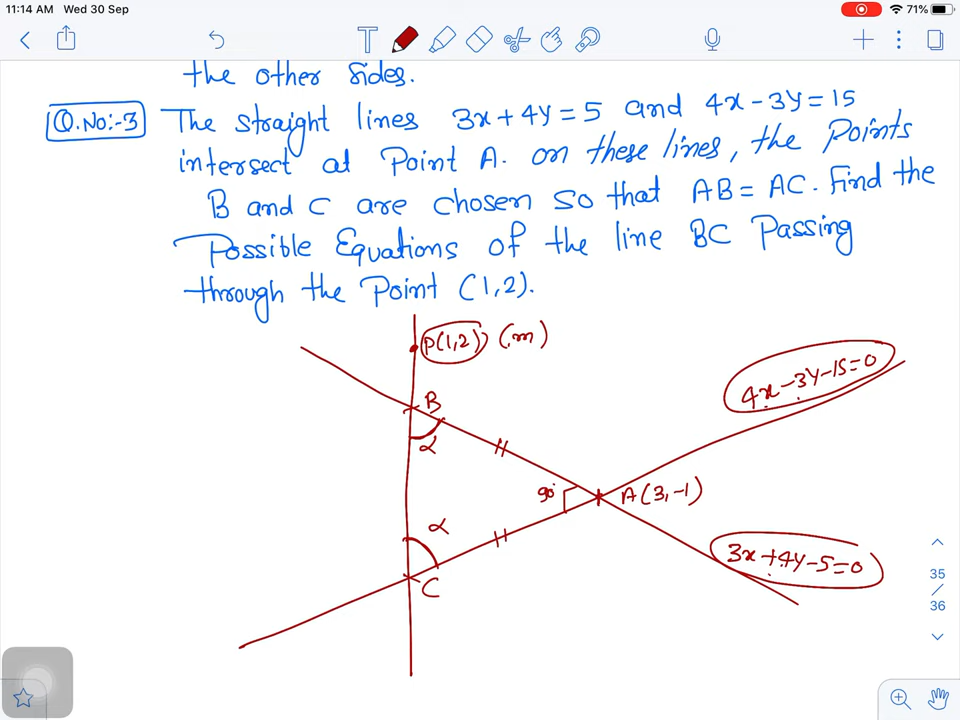 11:14 AM Wed 30 Sep
71%
the other sides.
Q.No:-3 The straight lines 3x+4y=5 and 4x-3y=15
intersect at Point A. on these lines, the Points
B and C are chosen so that AB=AC. Find the
Possible Equations of the line BC Passing
through the Point (1,2).
P(1,2) (m)
4x-3y-15=0
B
α
90°
A(3,-1)
α
3x+4y-5=0
C
35
/
36